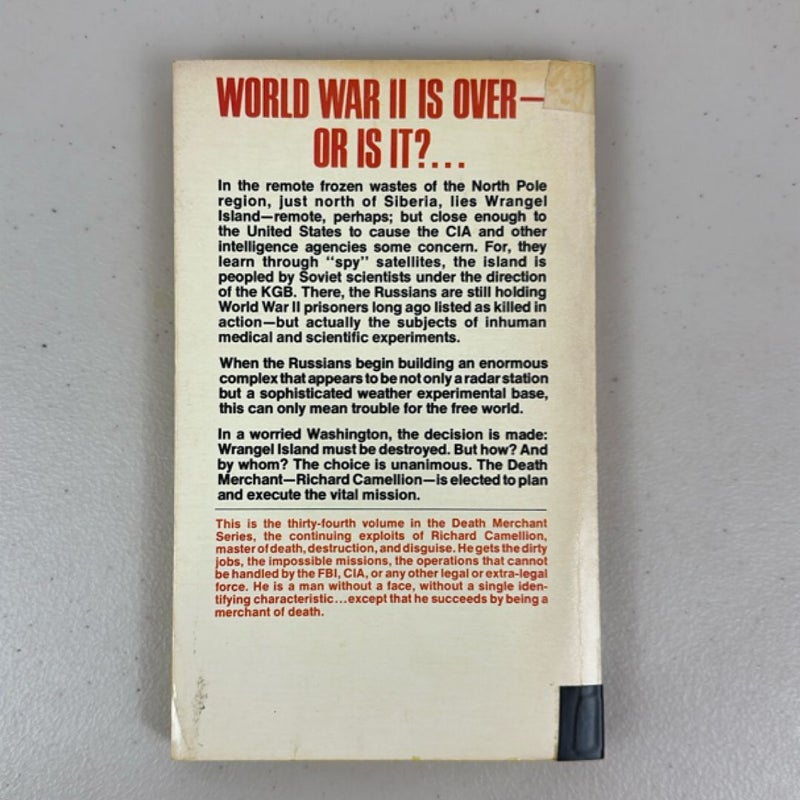 WORLD WAR II IS OVER—
OR IS IT?...
In the remote frozen wastes of the North Pole
region, just north of Siberia, lies Wrangel
Island—remote, perhaps; but close enough to
the United States to cause the CIA and other
intelligence agencies some concern. For, they
learn through "spy" satellites, the island is
peopled by Soviet scientists under the direction
of the KGB. There, the Russians are still holding
World War II prisoners long ago listed as killed in
action—but actually the subjects of inhuman
medical and scientific experiments.
When the Russians begin building an enormous
complex that appears to be not only a radar station
but a sophisticated weather experimental base,
this can only mean trouble for the free world.
In a worried Washington, the decision is made:
Wrangel Island must be destroyed. But how? And
by whom? The choice is unanimous. The Death
Merchant—Richard Camellion—is elected to plan
and execute the vital mission.
This is the thirty-fourth volume in the Death Merchant
Series, the continuing exploits of Richard Camellion,
master of death, destruction, and disguise. He gets the dirty
jobs, the impossible missions, the operations that cannot
be handled by the FBI, CIA, or any other legal or extra-legal
force. He is a man without a face, without a single iden-
tifying characteristic...except that he succeeds by being a
merchant of death.